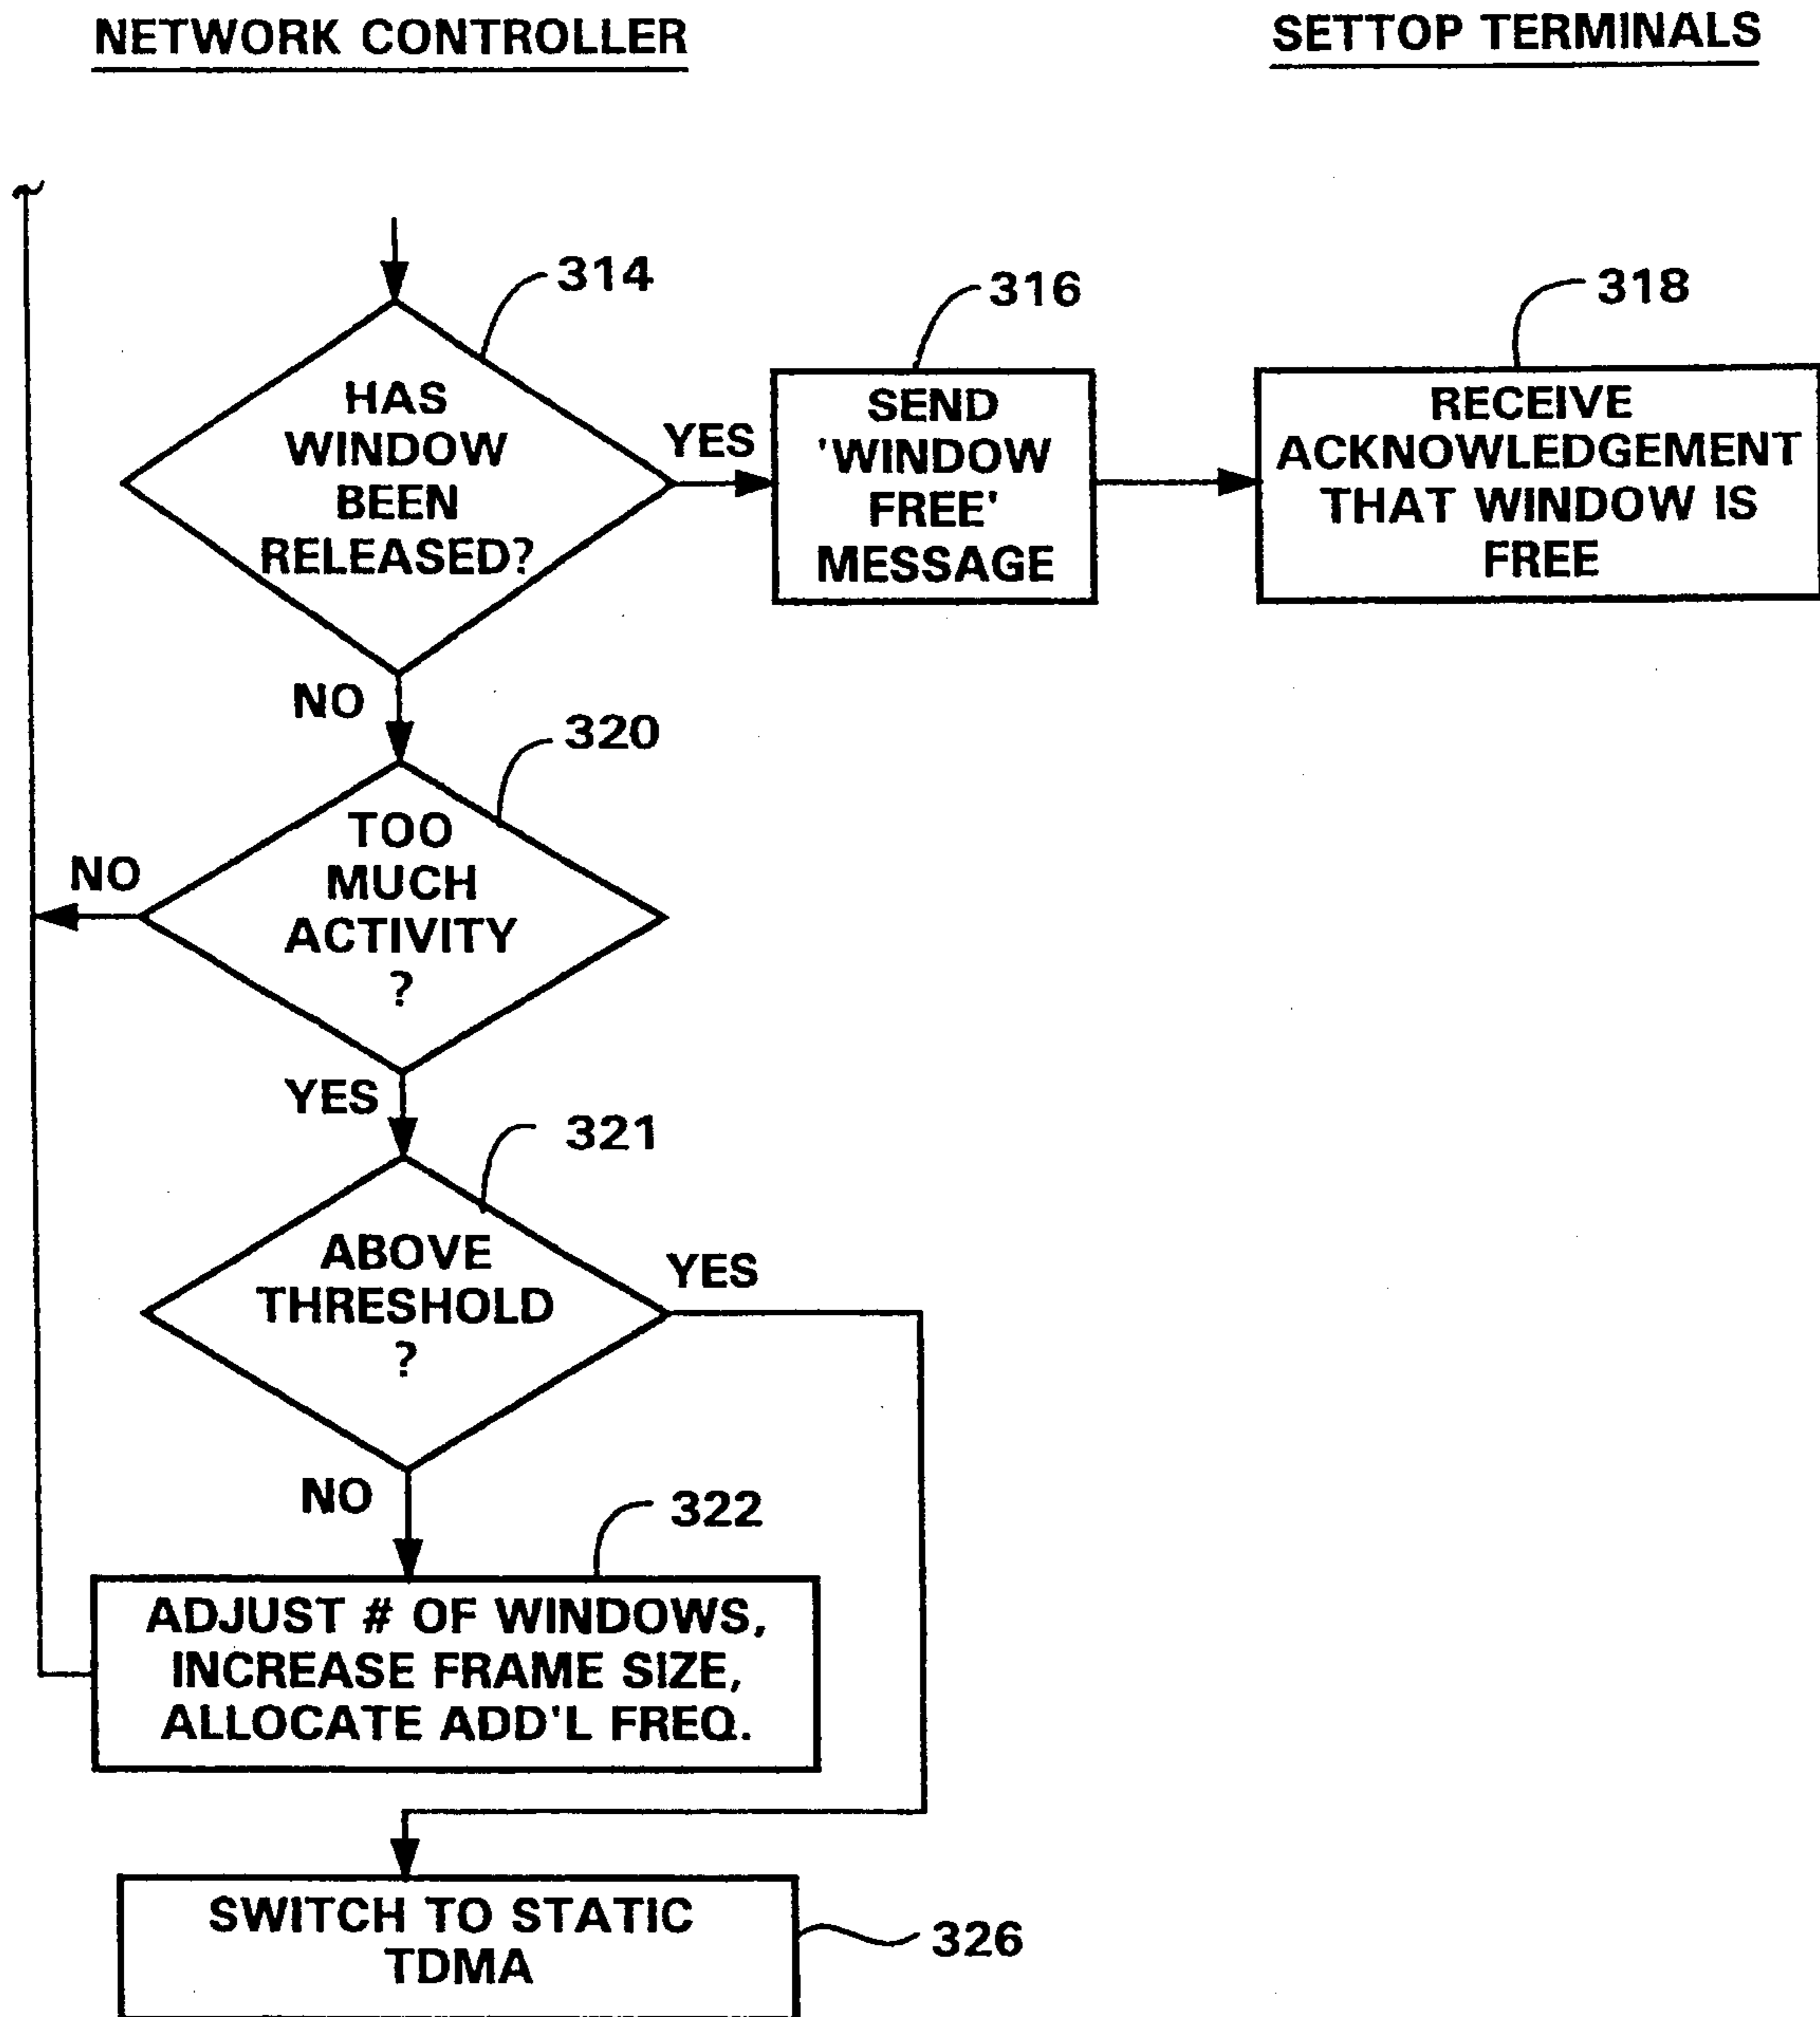 NETWORK CONTROLLER
SETTOP TERMINALS
314
316
318
HAS
WINDOW
BEEN
RELEASED?
YES
SEND
'WINDOW
FREE'
MESSAGE
RECEIVE
ACKNOWLEDGEMENT
THAT WINDOW IS
FREE
NO
320
TOO
MUCH
ACTIVITY
?
NO
YES
321
ABOVE
THRESHOLD
?
YES
NO
322
ADJUST # OF WINDOWS,
INCREASE FRAME SIZE,
ALLOCATE ADD'L FREQ.
SWITCH TO STATIC
TDMA
326